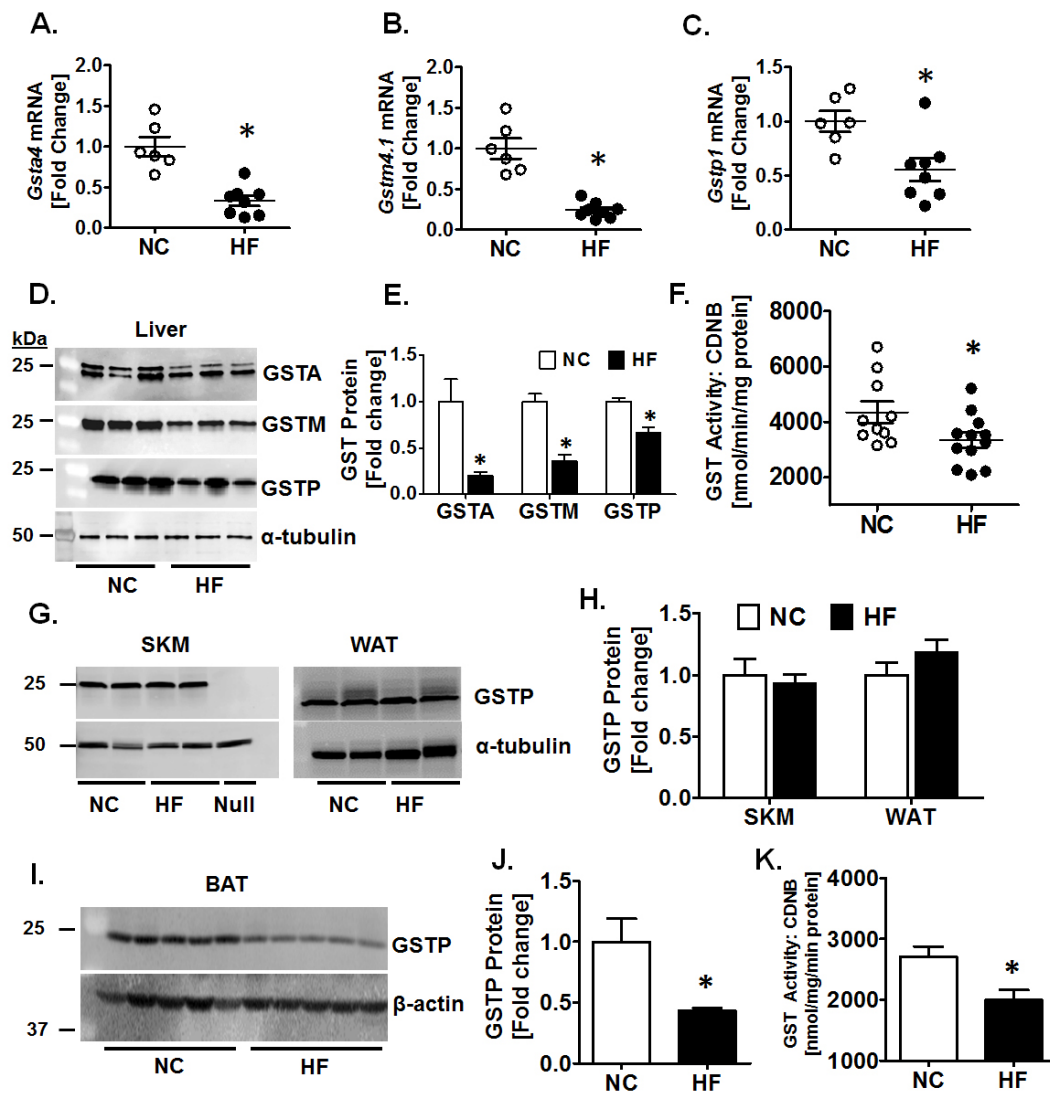 A.
Gsta4 mRNA
[Fold Change]
2.0
1.5
1.0
0.5
0.0
*
NC
HF
B.
Gstm4.1 mRNA
[Fold Change]
2.0
1.5
1.0
0.5
0.0
*
NC
HF
C.
Gstp1 mRNA
[Fold Change]
1.5
1.0
0.5
0.0
*
NC
HF
D.
Liver
kDa
25
GSTA
25
GSTM
25
GSTP
50
α-tubulin
NC
HF
E.
GST Protein
[Fold change]
1.5
1.0
0.5
0.0
NC
HF
*
*
*
GSTA
GSTM
GSTP
F.
GST Activity: CDNB
[nmol/min/mg protein]
8000
6000
4000
2000
*
NC
HF
G.
SKM
WAT
25
GSTP
50
α-tubulin
NC
HF
Null
NC
HF
H.
GSTP Protein
[Fold change]
1.5
1.0
0.5
0.0
NC
HF
SKM
WAT
I.
BAT
25
GSTP
β-actin
37
NC
HF
J.
GSTP Protein
[Fold change]
1.5
1.0
0.5
0.0
*
NC
HF
K.
GST Activity: CDNB
[nmol/mg/min protein]
4000
3000
2000
1000
*
NC
HF